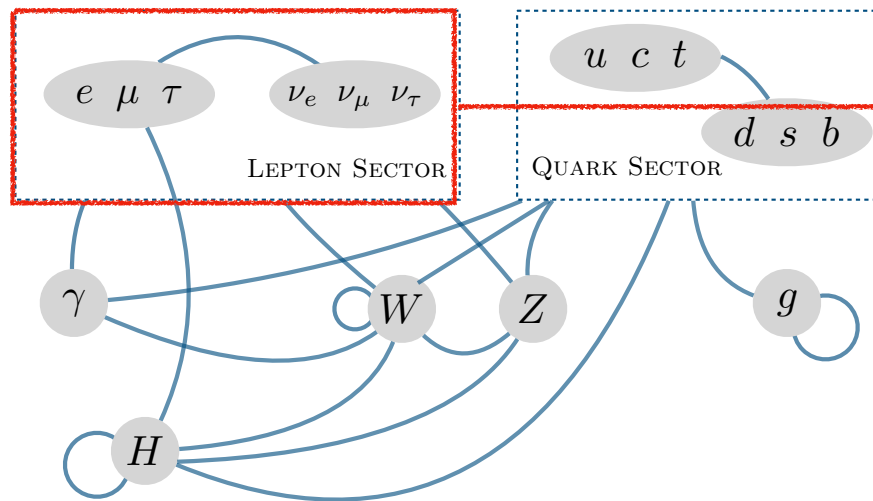 u c t
e μ τ
ν_e ν_μ ν_τ
d s b
LEPTON SECTOR
QUARK SECTOR
γ
W
Z
g
H